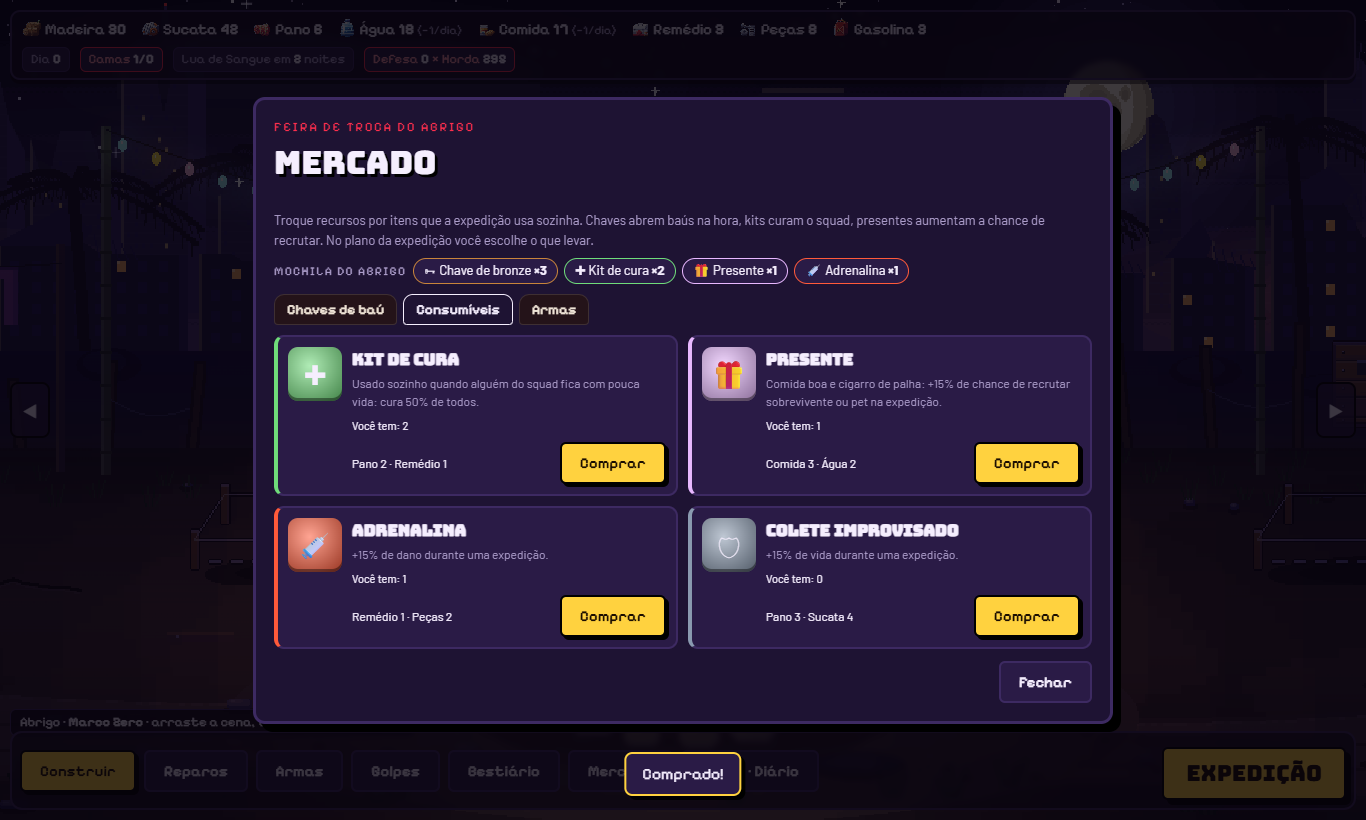 Madeira 90 Sucata 48 Pano 6 Água 18 (-1/dia) Comida 17 (-1/dia) Remédio 9 Peças 8 Gasolina 9
Dia 0 Camas 1/0 Lua de Sangue em 8 noites Defesa 0 × Horda 898
FEIRA DE TROCA DO ABRIGO
MERCADO
Troque recursos por itens que a expedição usa sozinha. Chaves abrem baús na hora, kits curam o squad, presentes aumentam a chance de
recrutar. No plano da expedição você escolhe o que levar.
MOCHILA DO ABRIGO Chave de bronze ×3 Kit de cura ×2 Presente ×1 Adrenalina ×1
Chaves de baú Consumíveis Armas
KIT DE CURA
Usado sozinho quando alguém do squad fica com pouca
vida: cura 50% de todos.
Você tem: 2
Pano 2 · Remédio 1 Comprar
PRESENTE
Comida boa e cigarro de palha: +15% de chance de recrutar
sobrevivente ou pet na expedição.
Você tem: 1
Comida 3 · Água 2 Comprar
ADRENALINA
+15% de dano durante uma expedição.
Você tem: 1
Remédio 1 · Peças 2 Comprar
COLETE IMPROVISADO
+15% de vida durante uma expedição.
Você tem: 0
Pano 3 · Sucata 4 Comprar
Fechar
Abrigo · Marco Zero · arraste a cena
Construir Reparos Armas Golpes Bestiário Merc Comprado! · Diário EXPEDIÇÃO